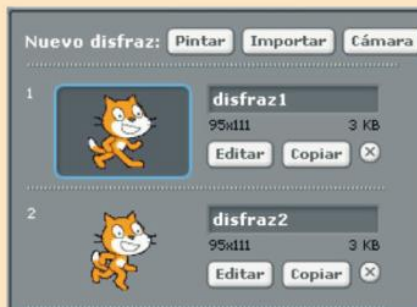 Nuevo disfraz: Pintar Importar Cámara
1
disfraz1
95x111 3 KB
Editar Copiar
2
disfraz2
95x111 3 KB
Editar Copiar